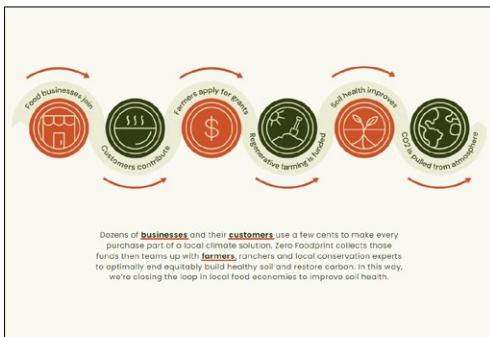 Food businesses join
Customers contribute
Farmers apply for grants
Regenerative farming is funded
Soil health improves
CO2 is pulled from atmosphere
$
Dozens of businesses and their customers use a few cents to make every
purchase part of a local climate solution. Zero Foodprint collects those
funds then teams up with farmers, ranchers and local conservation experts
to optimally end equitably build healthy soil and restore carbon. In this way,
we're closing the loop in local food economies to improve soil health.